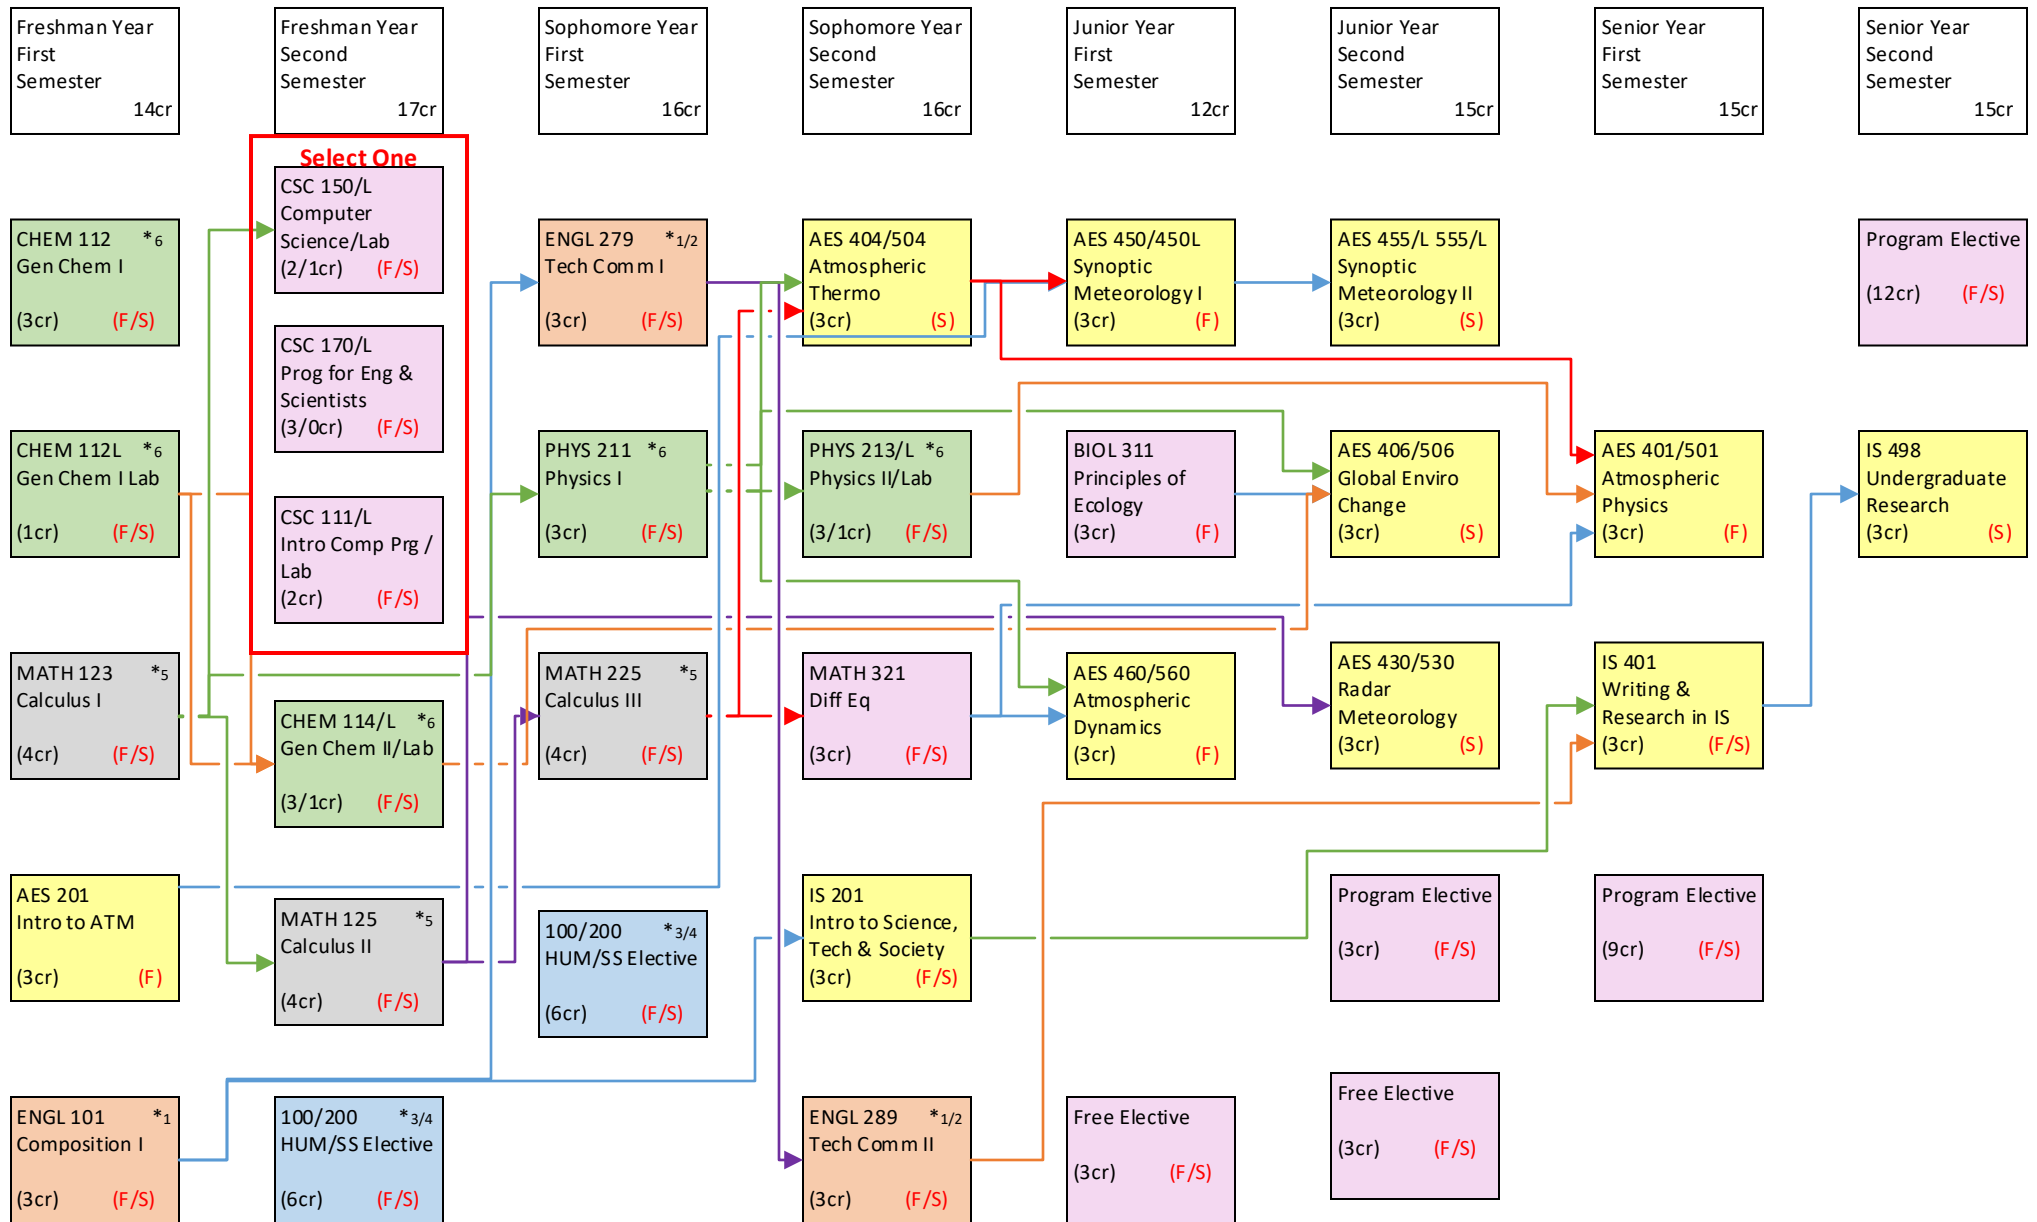 Freshman Year
First
Semester
14cr
Freshman Year
Second
Semester
17cr
Sophomore Year
First
Semester
16cr
Sophomore Year
Second
Semester
16cr
Junior Year
First
Semester
12cr
Junior Year
Second
Semester
15cr
Senior Year
First
Semester
15cr
Senior Year
Second
Semester
15cr
CHEM 112 *6
Gen Chem I
(3cr) (F/S)
CHEM 112L *6
Gen Chem I Lab
(1cr) (F/S)
MATH 123 *5
Calculus I
(4cr) (F/S)
AES 201
Intro to ATM
(3cr) (F)
ENGL 101 *1
Composition I
(3cr) (F/S)
Select One
CSC 150/L
Computer
Science/Lab
(2/1cr) (F/S)
CSC 170/L
Prog for Eng &
Scientists
(3/0cr) (F/S)
CSC 111/L
Intro Comp Prg /
Lab
(2cr) (F/S)
CHEM 114/L *6
Gen Chem II/Lab
(3/1cr) (F/S)
MATH 125 *5
Calculus II
(4cr) (F/S)
100/200 *3/4
HUM/SS Elective
(6cr) (F/S)
ENGL 279 *1/2
Tech Comm I
(3cr) (F/S)
PHYS 211 *6
Physics I
(3cr) (F/S)
MATH 225 *5
Calculus III
(4cr) (F/S)
100/200 *3/4
HUM/SS Elective
(6cr) (F/S)
AES 404/504
Atmospheric
Thermo
(3cr) (S)
PHYS 213/L *6
Physics II/Lab
(3/1cr) (F/S)
MATH 321
Diff Eq
(3cr) (F/S)
IS 201
Intro to Science,
Tech & Society
(3cr) (F/S)
ENGL 289 *1/2
Tech Comm II
(3cr) (F/S)
AES 450/450L
Synoptic
Meteorology I
(3cr) (F)
BIOL 311
Principles of
Ecology
(3cr) (F)
AES 460/560
Atmospheric
Dynamics
(3cr) (F)
Free Elective
(3cr) (F/S)
AES 455/L 555/L
Synoptic
Meteorology II
(3cr) (S)
AES 406/506
Global Enviro
Change
(3cr) (S)
AES 430/530
Radar
Meteorology
(3cr) (S)
Program Elective
(3cr) (F/S)
Free Elective
(3cr) (F/S)
AES 401/501
Atmospheric
Physics
(3cr) (F)
IS 401
Writing &
Research in IS
(3cr) (F/S)
Program Elective
(9cr) (F/S)
Program Elective
(12cr) (F/S)
IS 498
Undergraduate
Research
(3cr) (S)